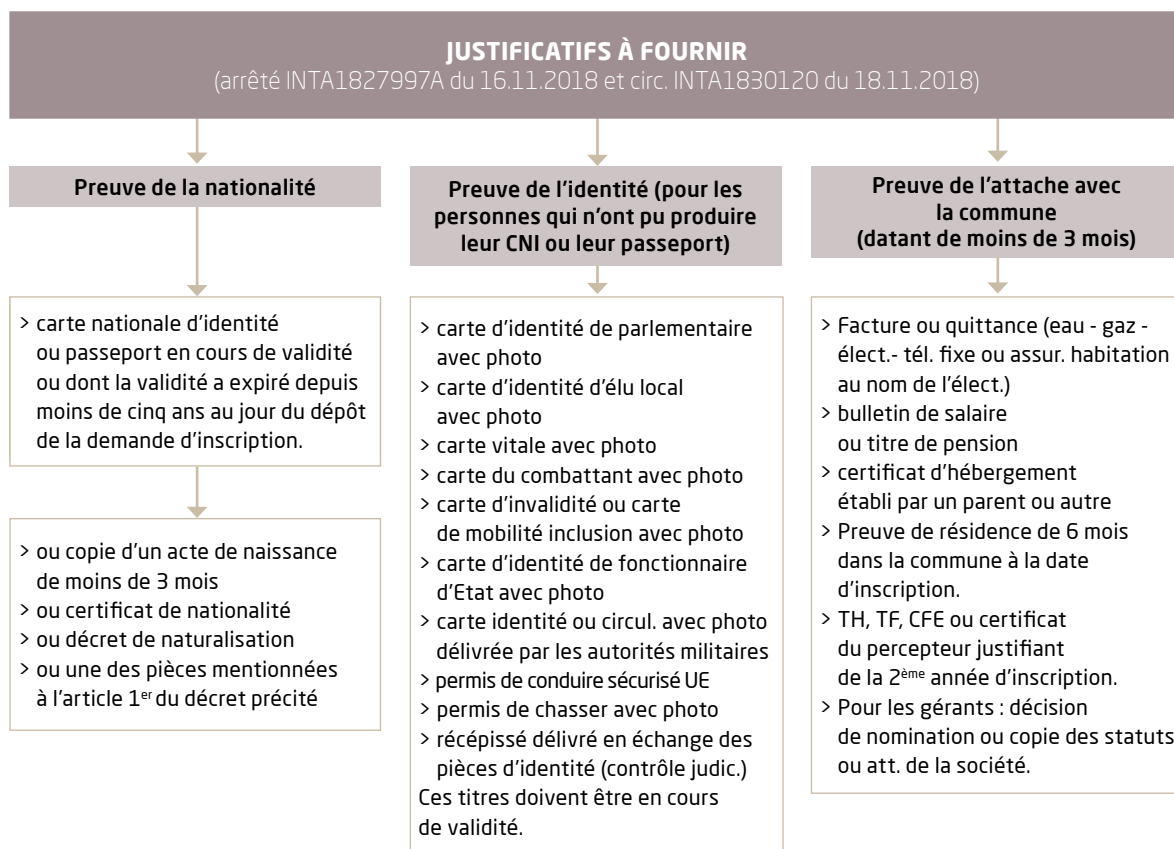 JUSTIFICATIFS À FOURNIR
(arrêté INTA1827997A du 16.11.2018 et circ. INTA1830120 du 18.11.2018)
Preuve de la nationalité
> carte nationale d'identité
ou passeport en cours de validité
ou dont la validité a expiré depuis
moins de cinq ans au jour du dépôt
de la demande d'inscription.
> ou copie d'un acte de naissance
de moins de 3 mois
> ou certificat de nationalité
> ou décret de naturalisation
> ou une des pièces mentionnées
à l'article 1er du décret précité
Preuve de l'identité (pour les
personnes qui n'ont pu produire
leur CNI ou leur passeport)
> carte d'identité de parlementaire
avec photo
> carte d'identité d'élu local
avec photo
> carte vitale avec photo
> carte du combattant avec photo
> carte d'invalidité ou carte
de mobilité inclusion avec photo
> carte d'identité de fonctionnaire
d'Etat avec photo
> carte identité ou circul. avec photo
délivrée par les autorités militaires
> permis de conduire sécurisé UE
> permis de chasser avec photo
> récépissé délivré en échange des
pièces d'identité (contrôle judic.)
Ces titres doivent être en cours
de validité.
Preuve de l'attache avec
la commune
(datant de moins de 3 mois)
> Facture ou quittance (eau - gaz -
élect.- tél. fixe ou assur. habitation
au nom de l'élect.)
> bulletin de salaire
ou titre de pension
> certificat d'hébergement
établi par un parent ou autre
> Preuve de résidence de 6 mois
dans la commune à la date
d'inscription.
> TH, TF, CFE ou certificat
du percepteur justifiant
de la 2ème année d'inscription.
> Pour les gérants : décision
de nomination ou copie des statuts
ou att. de la société.